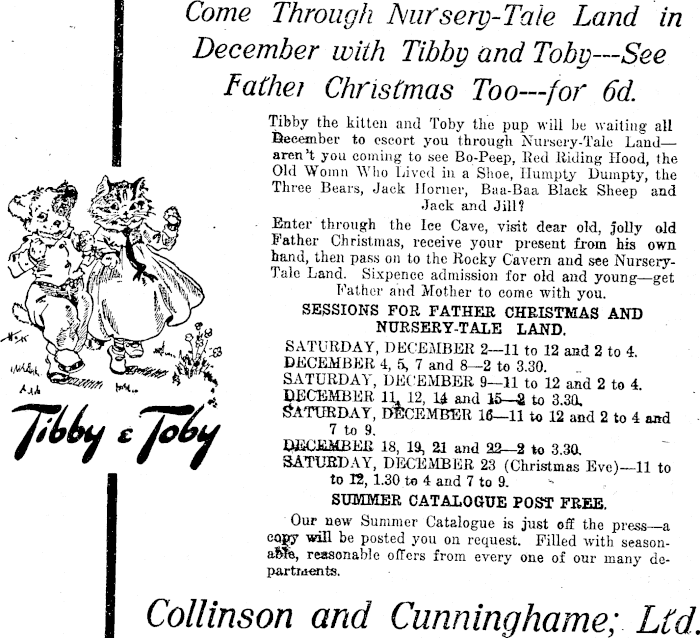 Come Through Nursery-Tale Land in
December with Tibby and Toby---See
Father Christmas Too---for 6d.
Tibby the kitten and Toby the pup will be waiting all
December to escort you through Nursery-Tale Land—
aren't you coming to see Bo-Peep, Red Riding Hood, the
Old Womn Who Lived in a Shoe, Humpty Dumpty, the
Three Bears, Jack Horner, Baa-Baa Black Sheep and
Jack and Jill?
Enter through the Ice Cave, visit dear old, jolly old
Father Christmas, receive your present from his own
hand, then pass on to the Rocky Cavern and see Nursery-
Tale Land. Sixpence admission for old and young—get
Father and Mother to come with you.
SESSIONS FOR FATHER CHRISTMAS AND
NURSERY-TALE LAND.
SATURDAY, DECEMBER 2—11 to 12 and 2 to 4.
DECEMBER 4, 5, 7 and 8—2 to 3.30.
SATURDAY, DECEMBER 9—11 to 12 and 2 to 4.
DECEMBER 11, 12, 14 and 15—2 to 3.30.
SATURDAY, DECEMBER 16—11 to 12 and 2 to 4 and
7 to 9.
DECEMBER 18, 19, 21 and 22—2 to 3.30.
SATURDAY, DECEMBER 23 (Christmas Eve)—11 to
to 12, 1.30 to 4 and 7 to 9.
SUMMER CATALOGUE POST FREE.
Our new Summer Catalogue is just off the press—a
copy will be posted you on request. Filled with season-
able, reasonable offers from every one of our many de-
partments.
Tibby & Toby
Collinson and Cunninghame, Ltd.